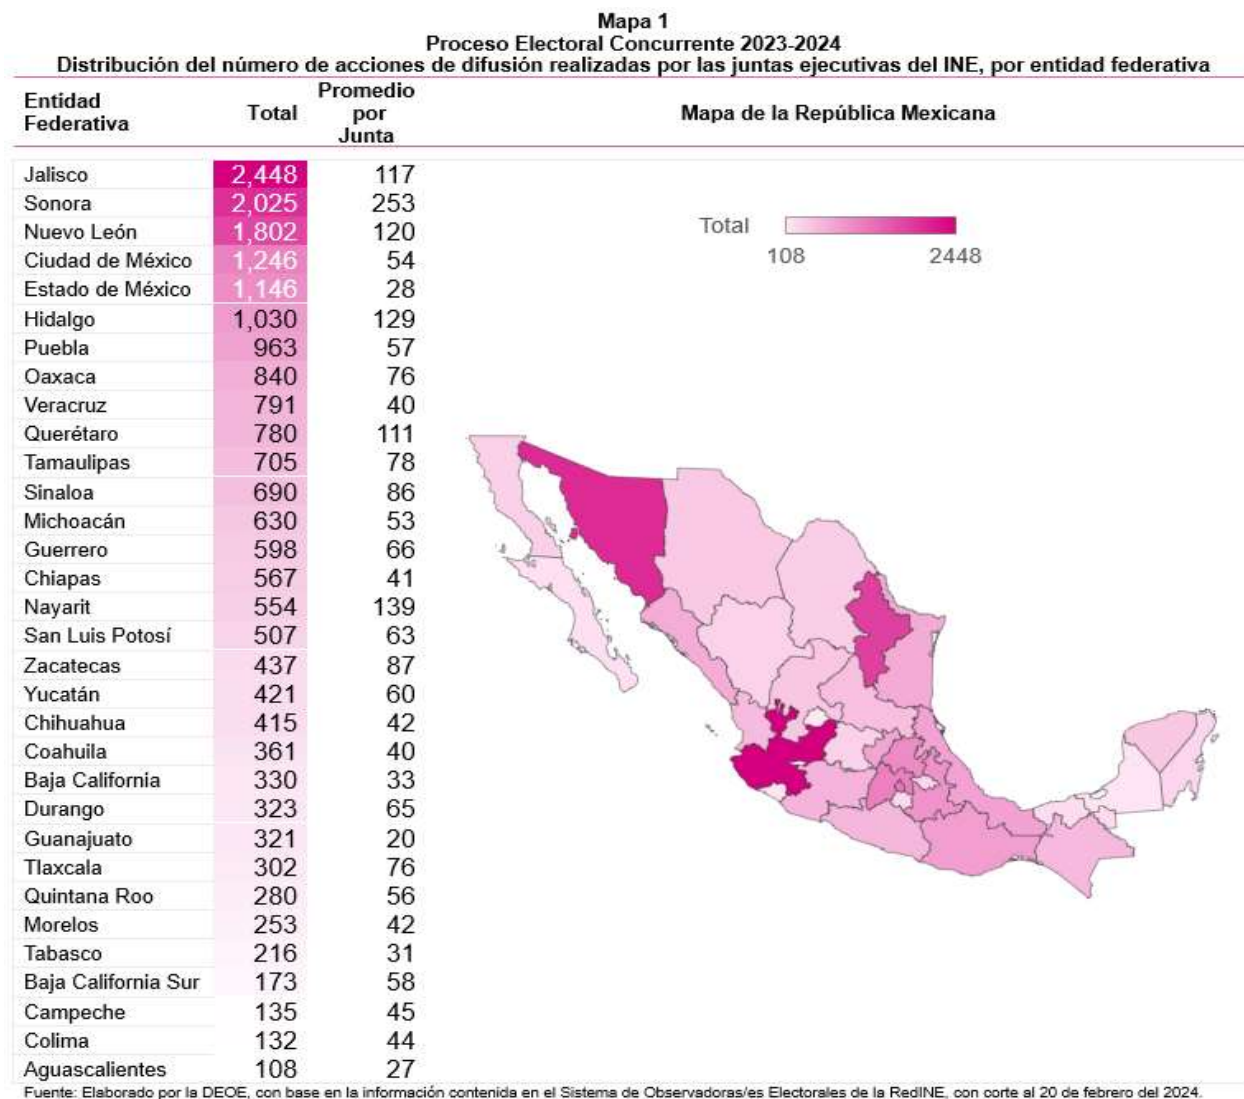 Mapa 1
Proceso Electoral Concurrente 2023-2024
Distribución del número de acciones de difusión realizadas por las juntas ejecutivas del INE, por entidad federativa
Entidad Federativa Total Promedio por Junta Mapa de la República Mexicana
Jalisco 2,448 117
Sonora 2,025 253
Nuevo León 1,802 120
Ciudad de México 1,246 54
Estado de México 1,146 28
Hidalgo 1,030 129
Puebla 963 57
Oaxaca 840 76
Veracruz 791 40
Querétaro 780 111
Tamaulipas 705 78
Sinaloa 690 86
Michoacán 630 53
Guerrero 598 66
Chiapas 567 41
Nayarit 554 139
San Luis Potosí 507 63
Zacatecas 437 87
Yucatán 421 60
Chihuahua 415 42
Coahuila 361 40
Baja California 330 33
Durango 323 65
Guanajuato 321 20
Tlaxcala 302 76
Quintana Roo 280 56
Morelos 253 42
Tabasco 216 31
Baja California Sur 173 58
Campeche 135 45
Colima 132 44
Aguascalientes 108 27
Total
108 2448
Fuente: Elaborado por la DEOE, con base en la información contenida en el Sistema de Observadoras/es Electorales de la RedINE, con corte al 20 de febrero del 2024.